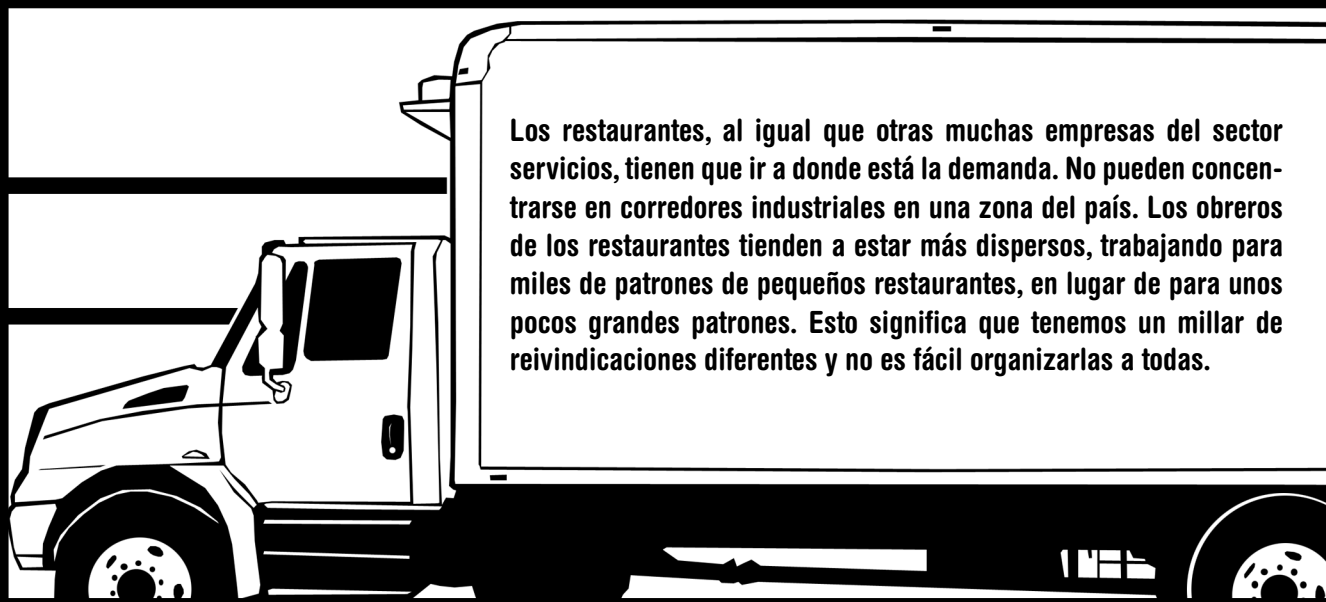 Los restaurantes, al igual que otras muchas empresas del sector
servicios, tienen que ir a donde está la demanda. No pueden concen-
trarse en corredores industriales en una zona del país. Los obreros
de los restaurantes tienden a estar más dispersos, trabajando para
miles de patrones de pequeños restaurantes, en lugar de para unos
pocos grandes patrones. Esto significa que tenemos un millar de
reivindicaciones diferentes y no es fácil organizarlas a todas.